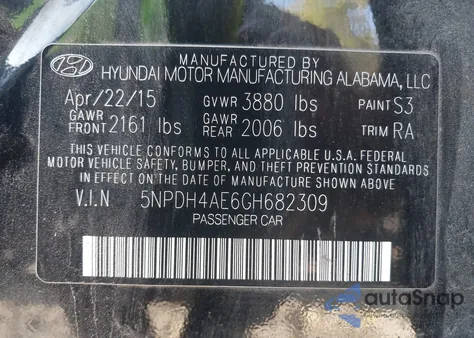 MANUFACTURED BY
HYUNDAI MOTOR MANUFACTURING ALABAMA, LLC
Apr/22/15 GVWR 3880 lbs PAINT S3
GAWR FRONT 2161 lbs GAWR REAR 2006 lbs TRIM RA
THIS VEHICLE CONFORMS TO ALL APPLICABLE U.S.A. FEDERAL
MOTOR VEHICLE SAFETY, BUMPER, AND THEFT PREVENTION STANDARDS
IN EFFECT ON THE DATE OF MANUFACTURE SHOWN ABOVE.
V.I.N 5NPDH4AE6GH682309
PASSENGER CAR
autoSnap